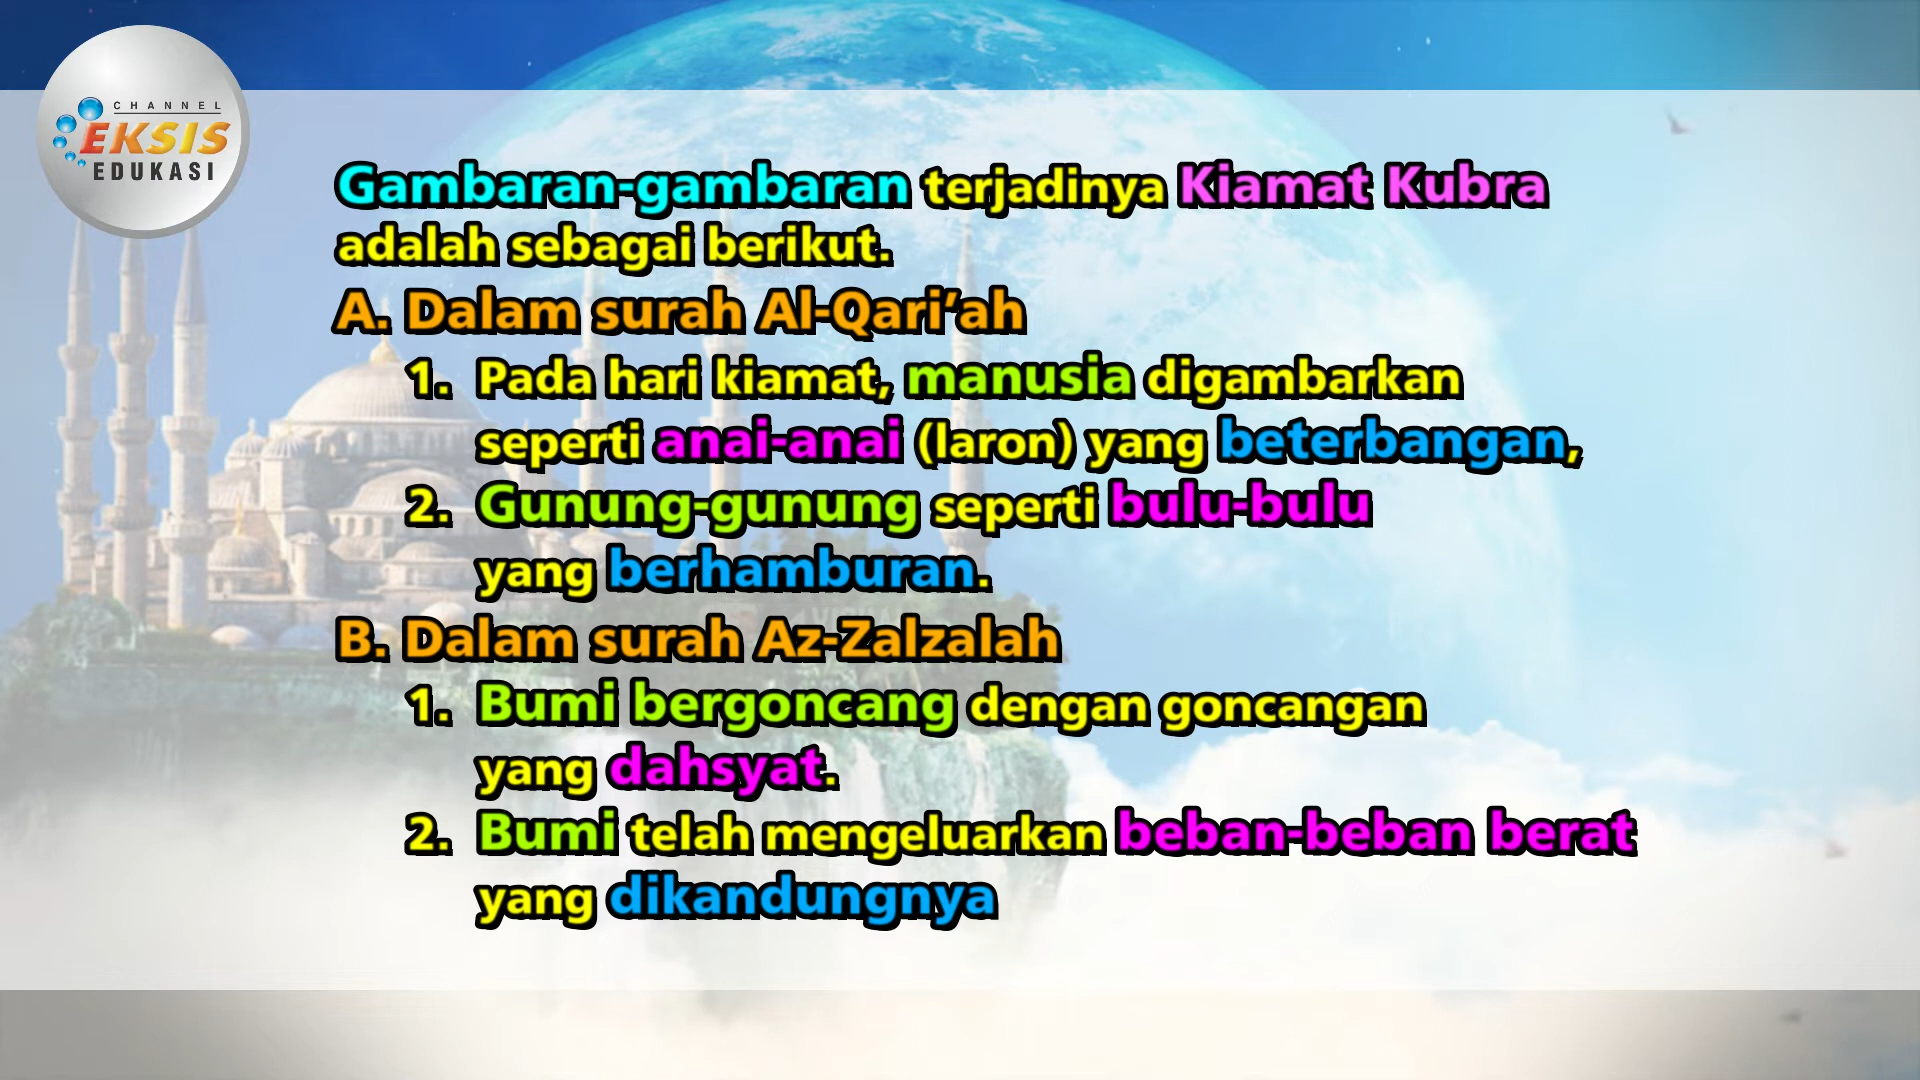 CHANNEL
EKSIS
EDUKASI
Gambaran-gambaran terjadinya Kiamat Kubra
adalah sebagai berikut.
A. Dalam surah Al-Qari’ah
1. Pada hari kiamat, manusia digambarkan
seperti anai-anai (laron) yang beterbangan,
2. Gunung-gunung seperti bulu-bulu
yang berhamburan.
B. Dalam surah Az-Zalzalah
1. Bumi bergoncang dengan goncangan
yang dahsyat.
2. Bumi telah mengeluarkan beban-beban berat
yang dikandungnya